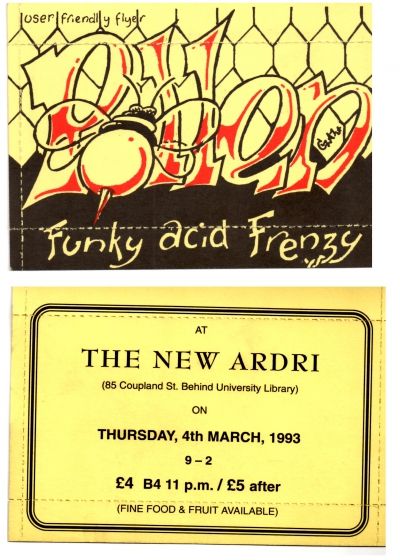 user friendly flyer
Pollen
Funky acid Frenzy
AT
THE NEW ARDRI
(85 Coupland St. Behind University Library)
ON
THURSDAY, 4th MARCH, 1993
9 – 2
£4 B4 11 p.m. / £5 after
(FINE FOOD & FRUIT AVAILABLE)